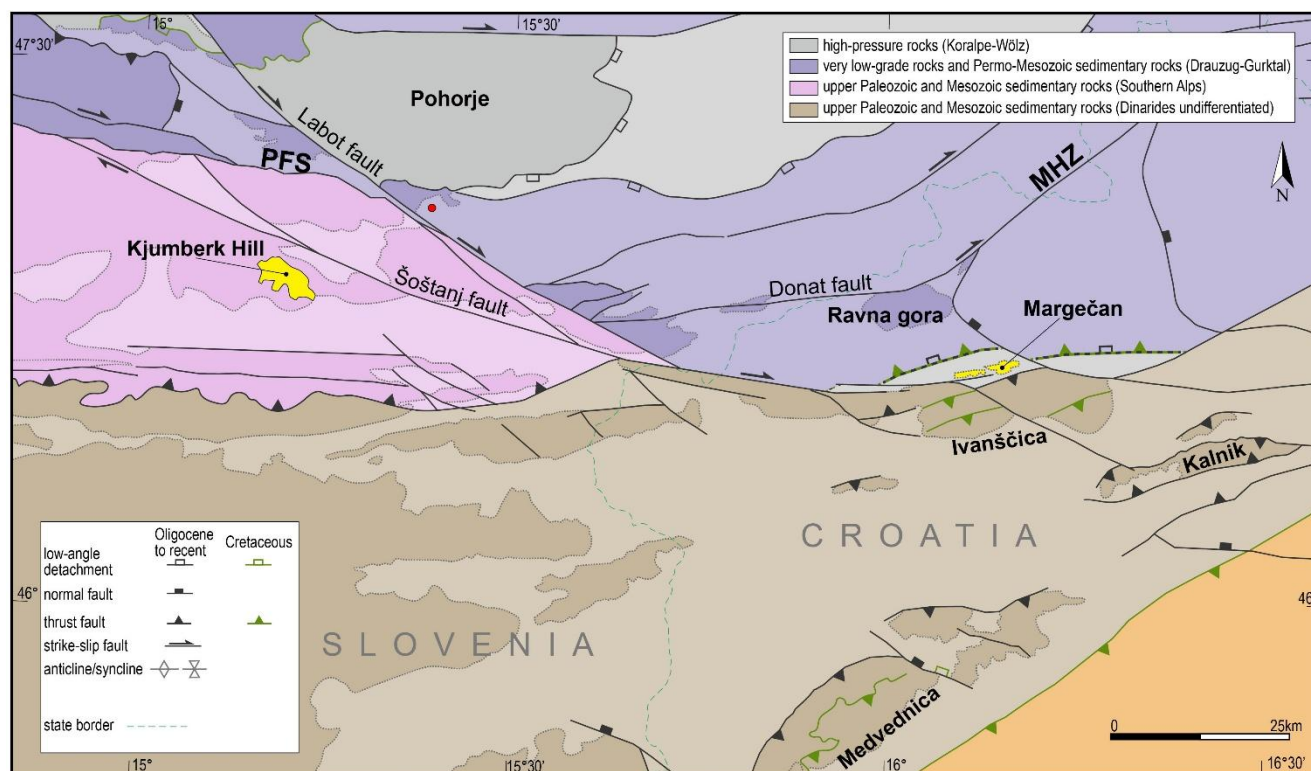 15°
15°30'
47°30'
high-pressure rocks (Koralpe-Wölz)
very low-grade rocks and Permo-Mesozoic sedimentary rocks (Drauzug-Gurktal)
upper Paleozoic and Mesozoic sedimentary rocks (Southern Alps)
upper Paleozoic and Mesozoic sedimentary rocks (Dinarides undifferentiated)
Pohorje
Labot fault
PFS
MHZ
N
Kjumberk Hill
Šoštanj fault
Donat fault
Ravna gora
Margečan
Ivanščica
Kalnik
CROATIA
SLOVENIA
Medvednica
Oligocene
to recent
Cretaceous
low-angle
detachment
normal fault
thrust fault
strike-slip fault
anticline/syncline
state border
46°
46
0
25km
15°
15°30'
16°
16°30'